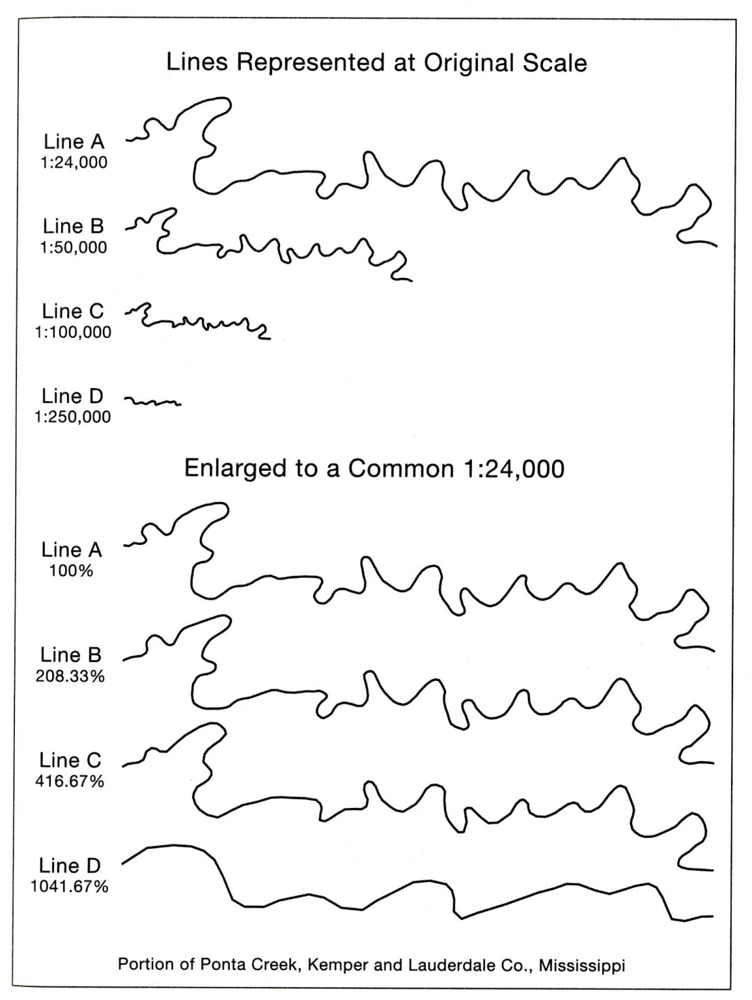 Lines Represented at Original Scale
Line A
1:24,000
Line B
1:50,000
Line C
1:100,000
Line D
1:250,000
Enlarged to a Common 1:24,000
Line A
100%
Line B
208.33%
Line C
416.67%
Line D
1041.67%
Portion of Ponta Creek, Kemper and Lauderdale Co., Mississippi